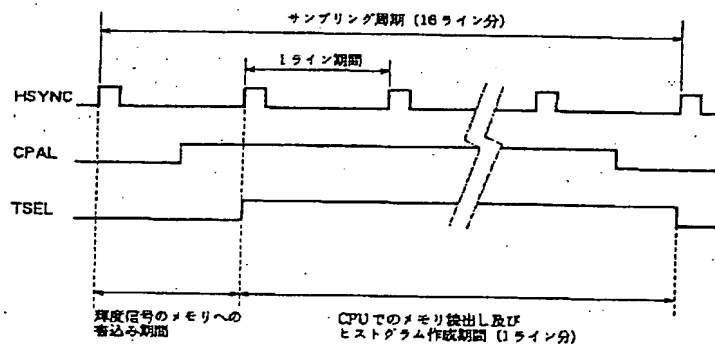 サンプリング周期 (16ライン分)
1ライン期間
HSYNC
CPAL
TSEL
輝度信号のメモリへの
書込み期間
CPUでのメモリ読出し及び
ヒストグラム作成期間 (1ライン分)